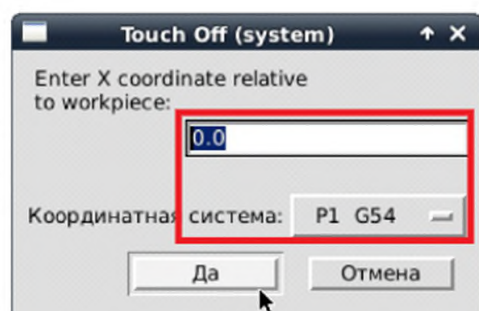 Touch Off (system)
Enter X coordinate relative
to workpiece:
0.0
Координатная система: P1 G54
Да Отмена